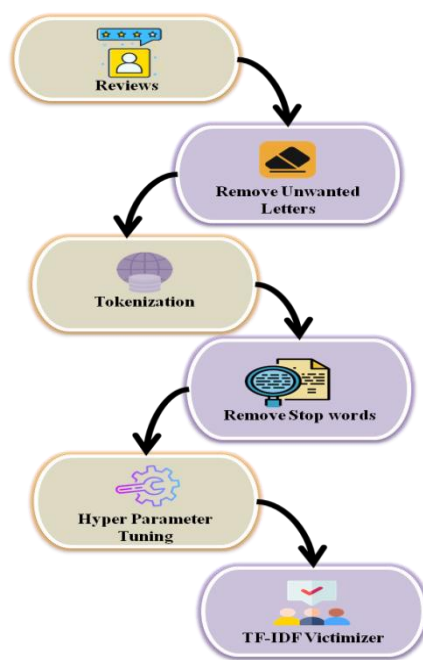 Reviews
Remove Unwanted
Letters
Tokenization
Remove Stop words
Hyper Parameter
Tuning
TF-IDF Victimizer